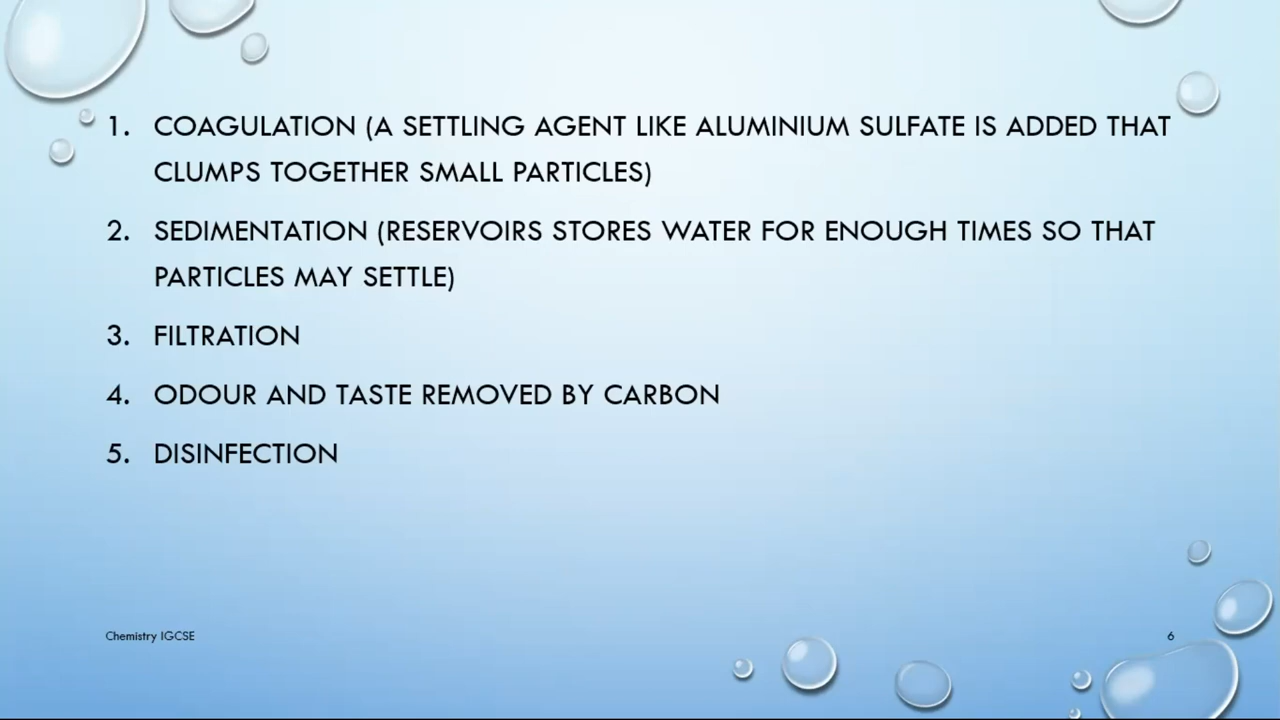 1. COAGULATION (A SETTLING AGENT LIKE ALUMINIUM SULFATE IS ADDED THAT
CLUMPS TOGETHER SMALL PARTICLES)
2. SEDIMENTATION (RESERVOIRS STORES WATER FOR ENOUGH TIMES SO THAT
PARTICLES MAY SETTLE)
3. FILTRATION
4. ODOUR AND TASTE REMOVED BY CARBON
5. DISINFECTION
Chemistry IGCSE
6